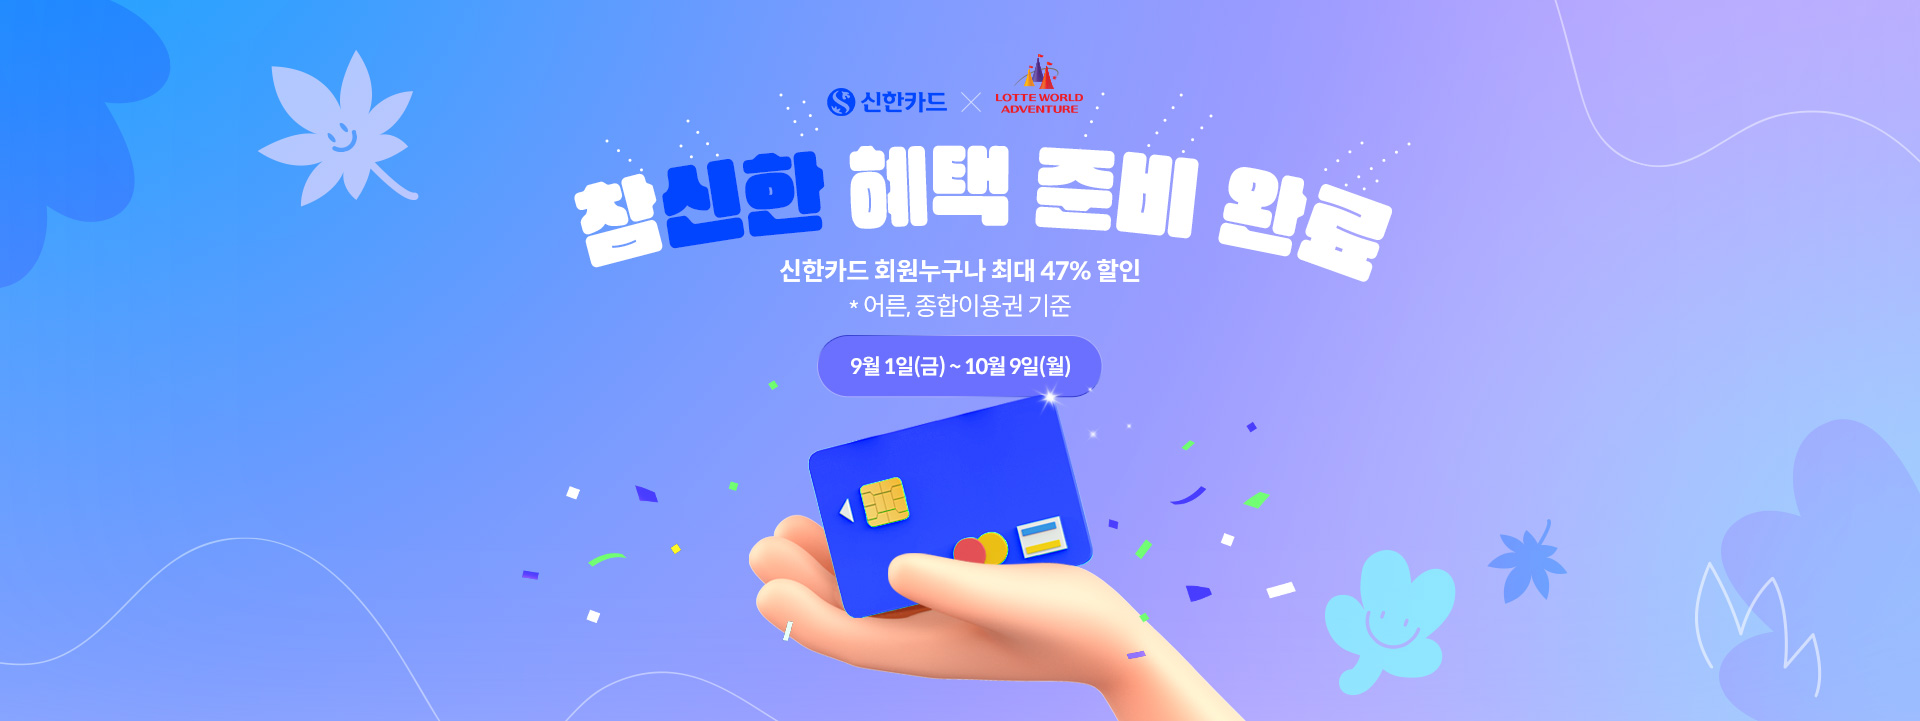 신한카드
LOTTE WORLD
ADVENTURE
참신한 혜택 준비 완료
신한카드 회원누구나 최대 47% 할인
* 어른, 종합이용권 기준
9월 1일(금) ~ 10월 9일(월)